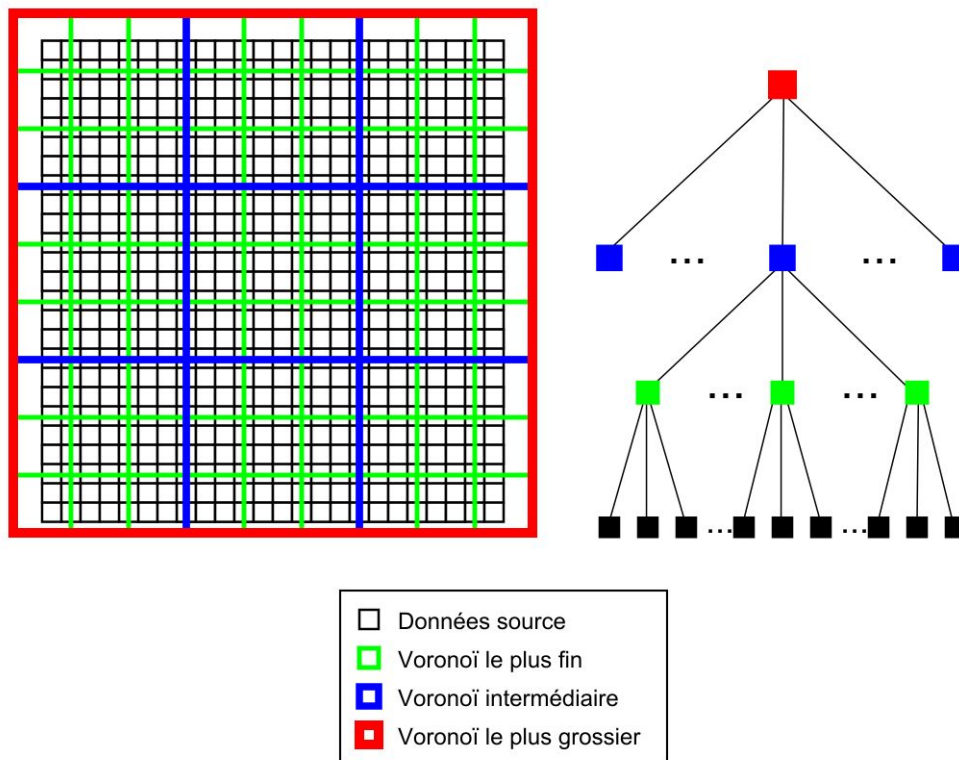 ... ...
... ...
... ...
Données source
Voronoï le plus fin
Voronoï intermédiaire
Voronoï le plus grossier